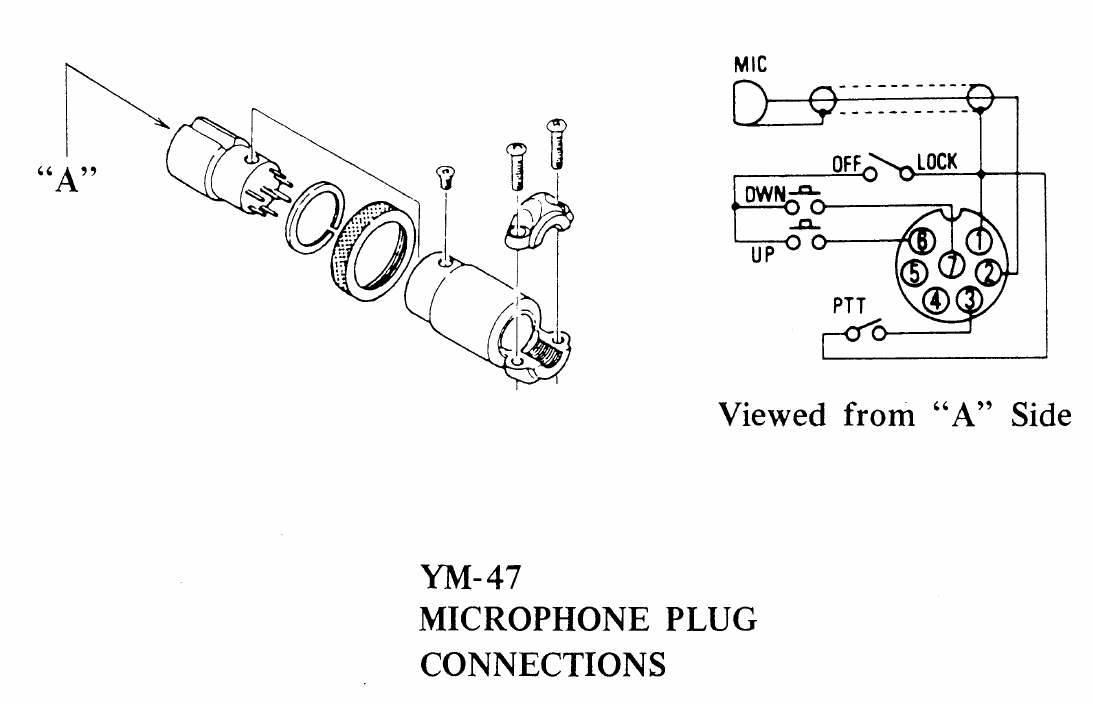 “A”
MIC
OFF LOCK
DWN
UP
6 1
7
5 2
4 3
PTT
Viewed from “A” Side
YM-47
MICROPHONE PLUG
CONNECTIONS